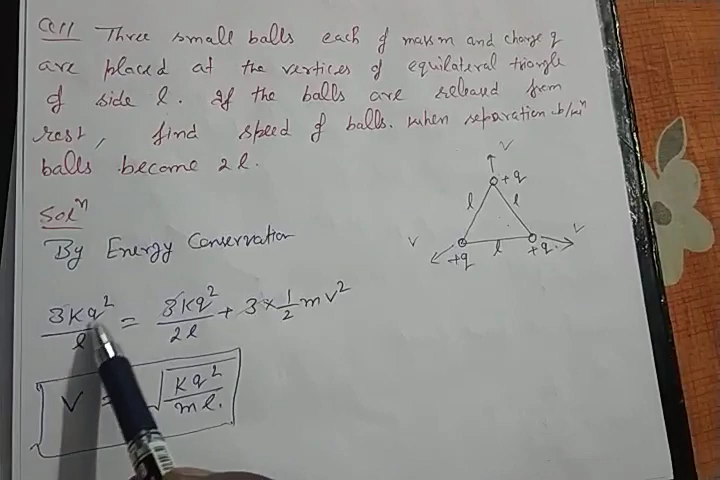 Q11 Three small balls each of mass m and charge q
are placed at the vertices of equilateral triangle
of side l. If the balls are released from
rest, find speed of balls. when separation b/wn
balls become 2l.
Soln
By Energy Conservation
3Kq²/l = 3Kq²/2l + 3 × 1/2 mv²
V = √(Kq²/ml.)
V
+q
l l
V l V
+q +q.